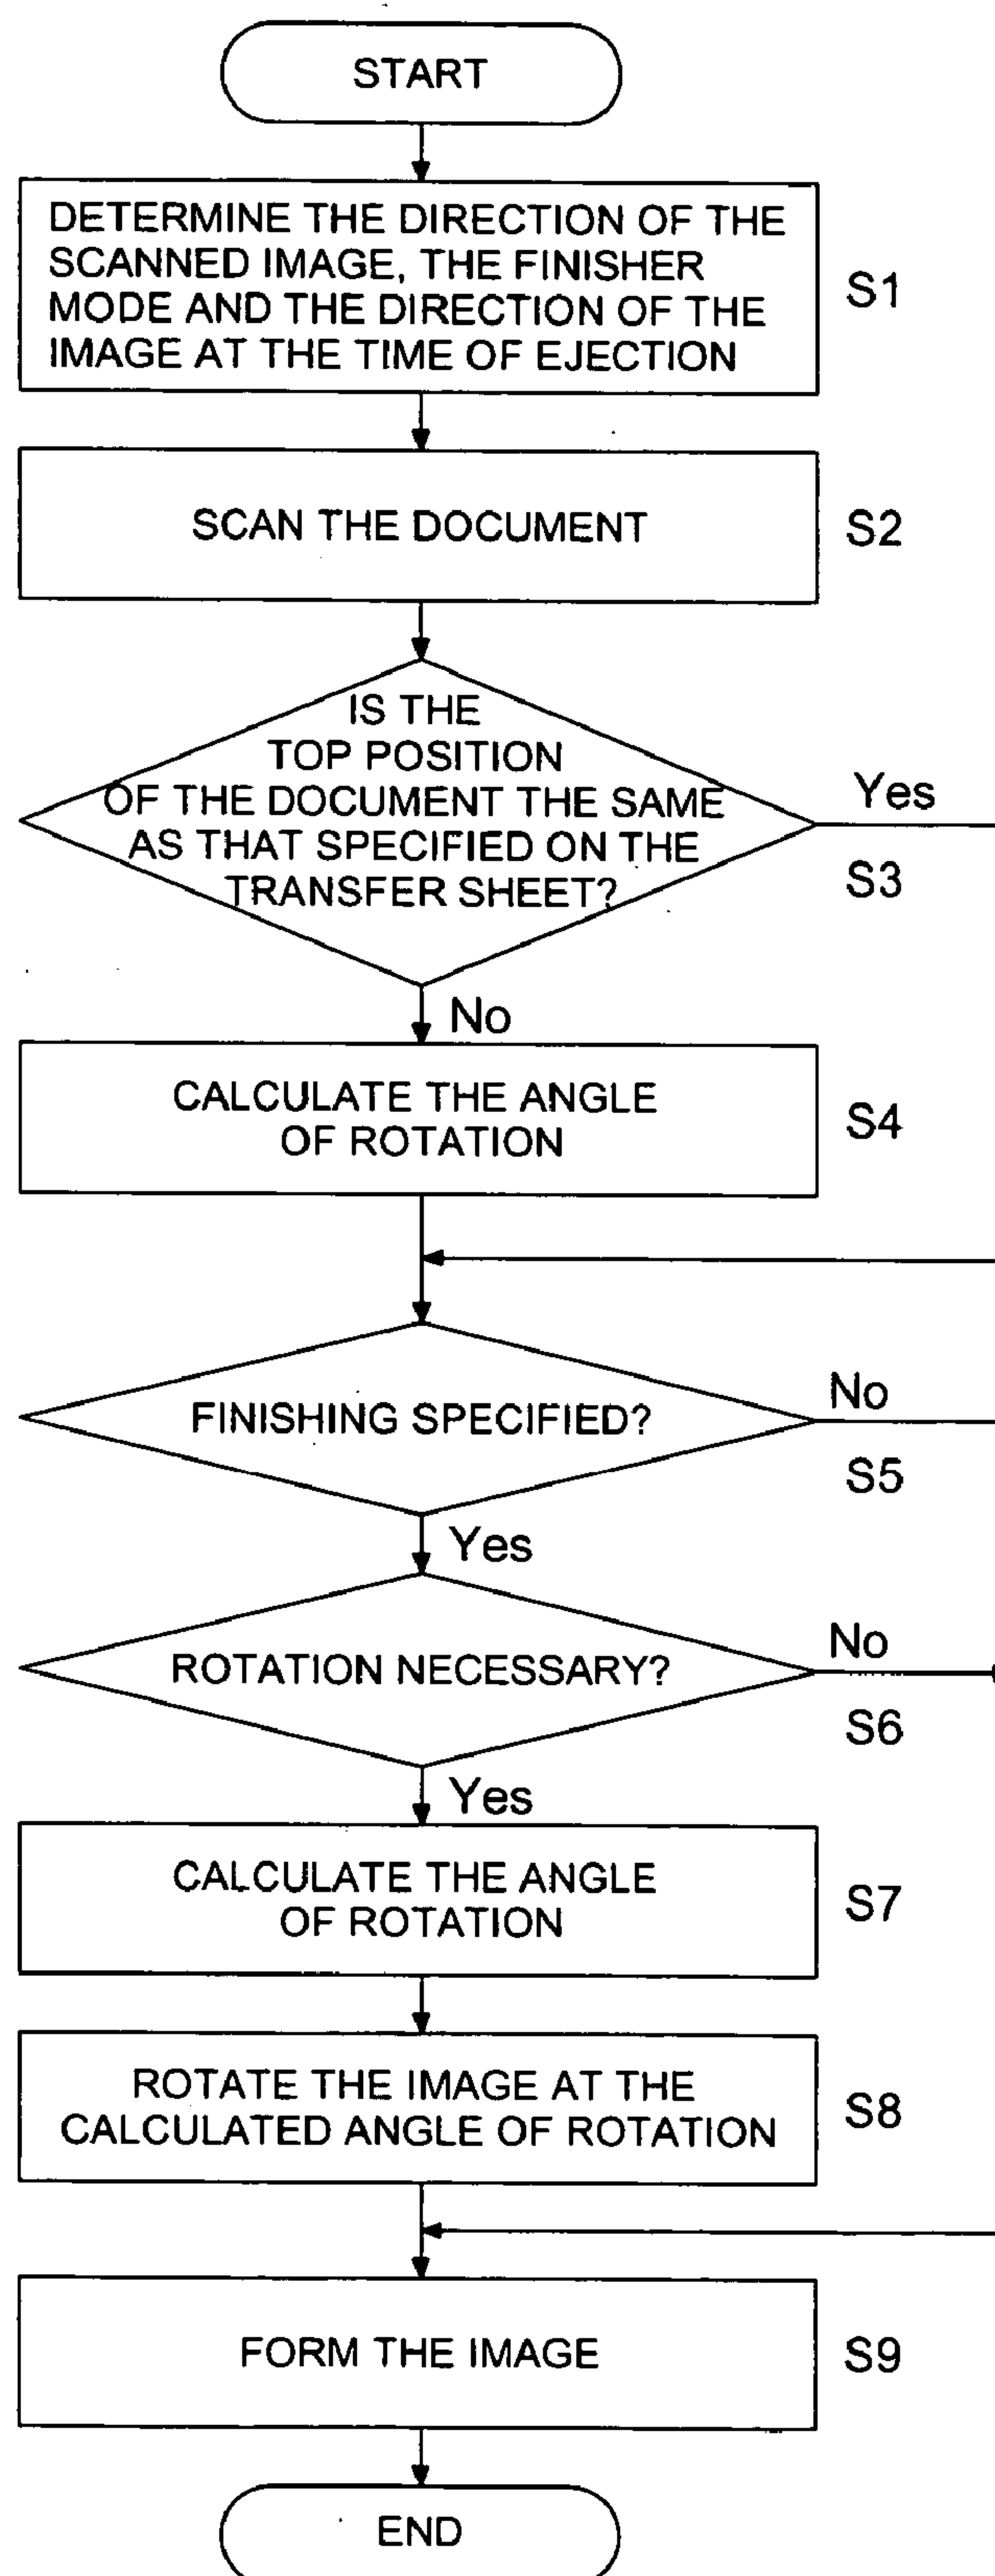 START
DETERMINE THE DIRECTION OF THE
SCANNED IMAGE, THE FINISHER
MODE AND THE DIRECTION OF THE
IMAGE AT THE TIME OF EJECTION
S1
SCAN THE DOCUMENT
S2
IS THE
TOP POSITION
OF THE DOCUMENT THE SAME
AS THAT SPECIFIED ON THE
TRANSFER SHEET?
Yes
S3
No
CALCULATE THE ANGLE
OF ROTATION
S4
FINISHING SPECIFIED?
No
S5
Yes
ROTATION NECESSARY?
No
S6
Yes
CALCULATE THE ANGLE
OF ROTATION
S7
ROTATE THE IMAGE AT THE
CALCULATED ANGLE OF ROTATION
S8
FORM THE IMAGE
S9
END